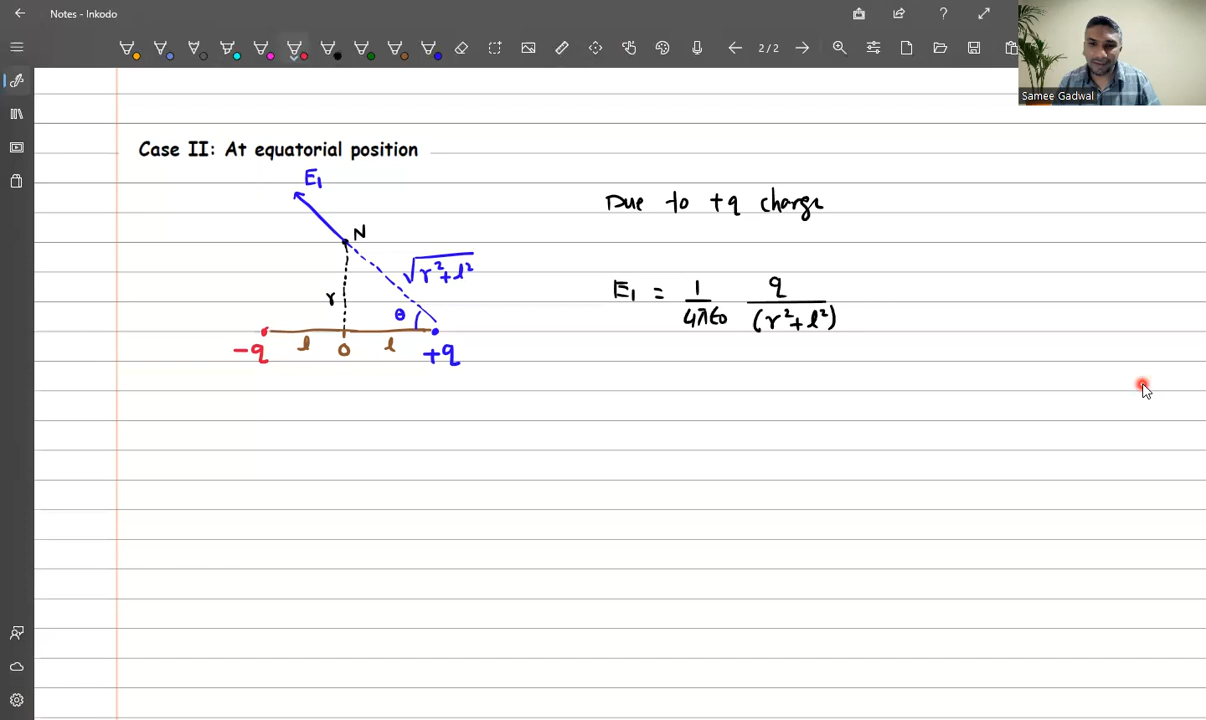 Notes - Inkodo
2/2
Samee Gadwal
Case II: At equatorial position
E₁
N
√(r²+l²)
r
θ
-q
l
O
l
+q
Due to +q charge
E₁ = 1/4πε₀ q/(r²+l²)